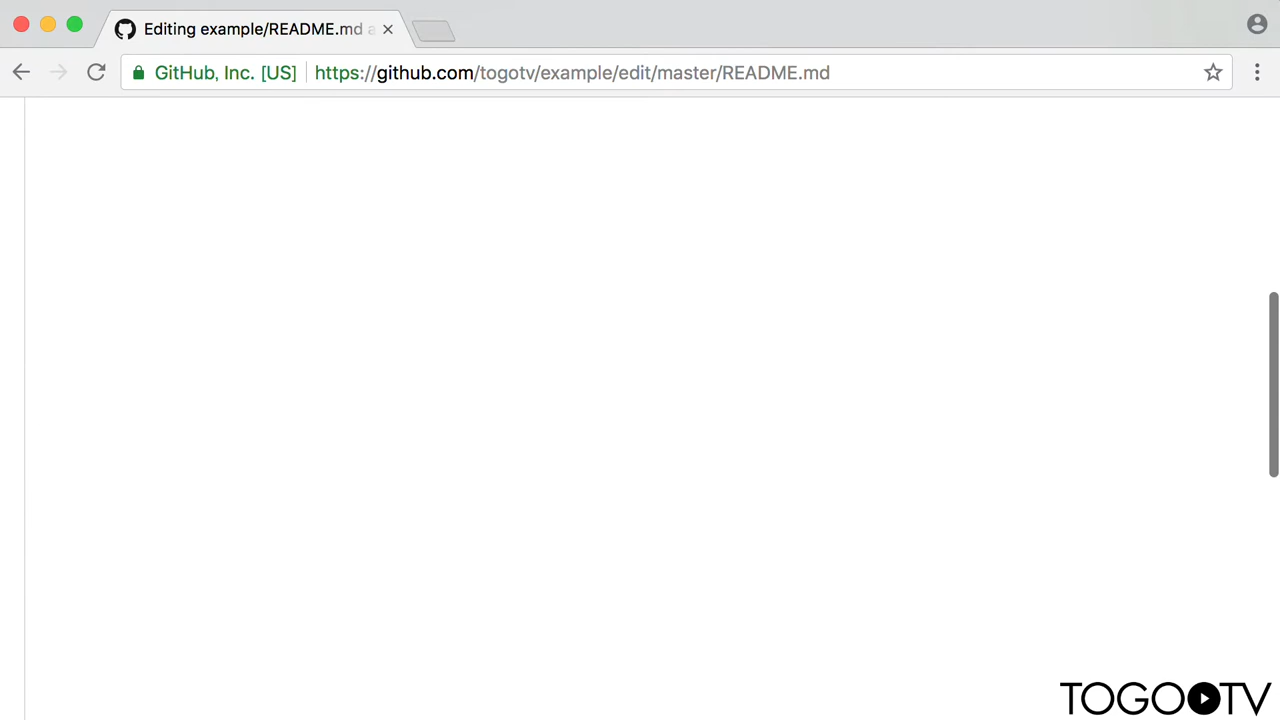 Editing example/README.md a
GitHub, Inc. [US] https://github.com/togotv/example/edit/master/README.md
TOGOTV